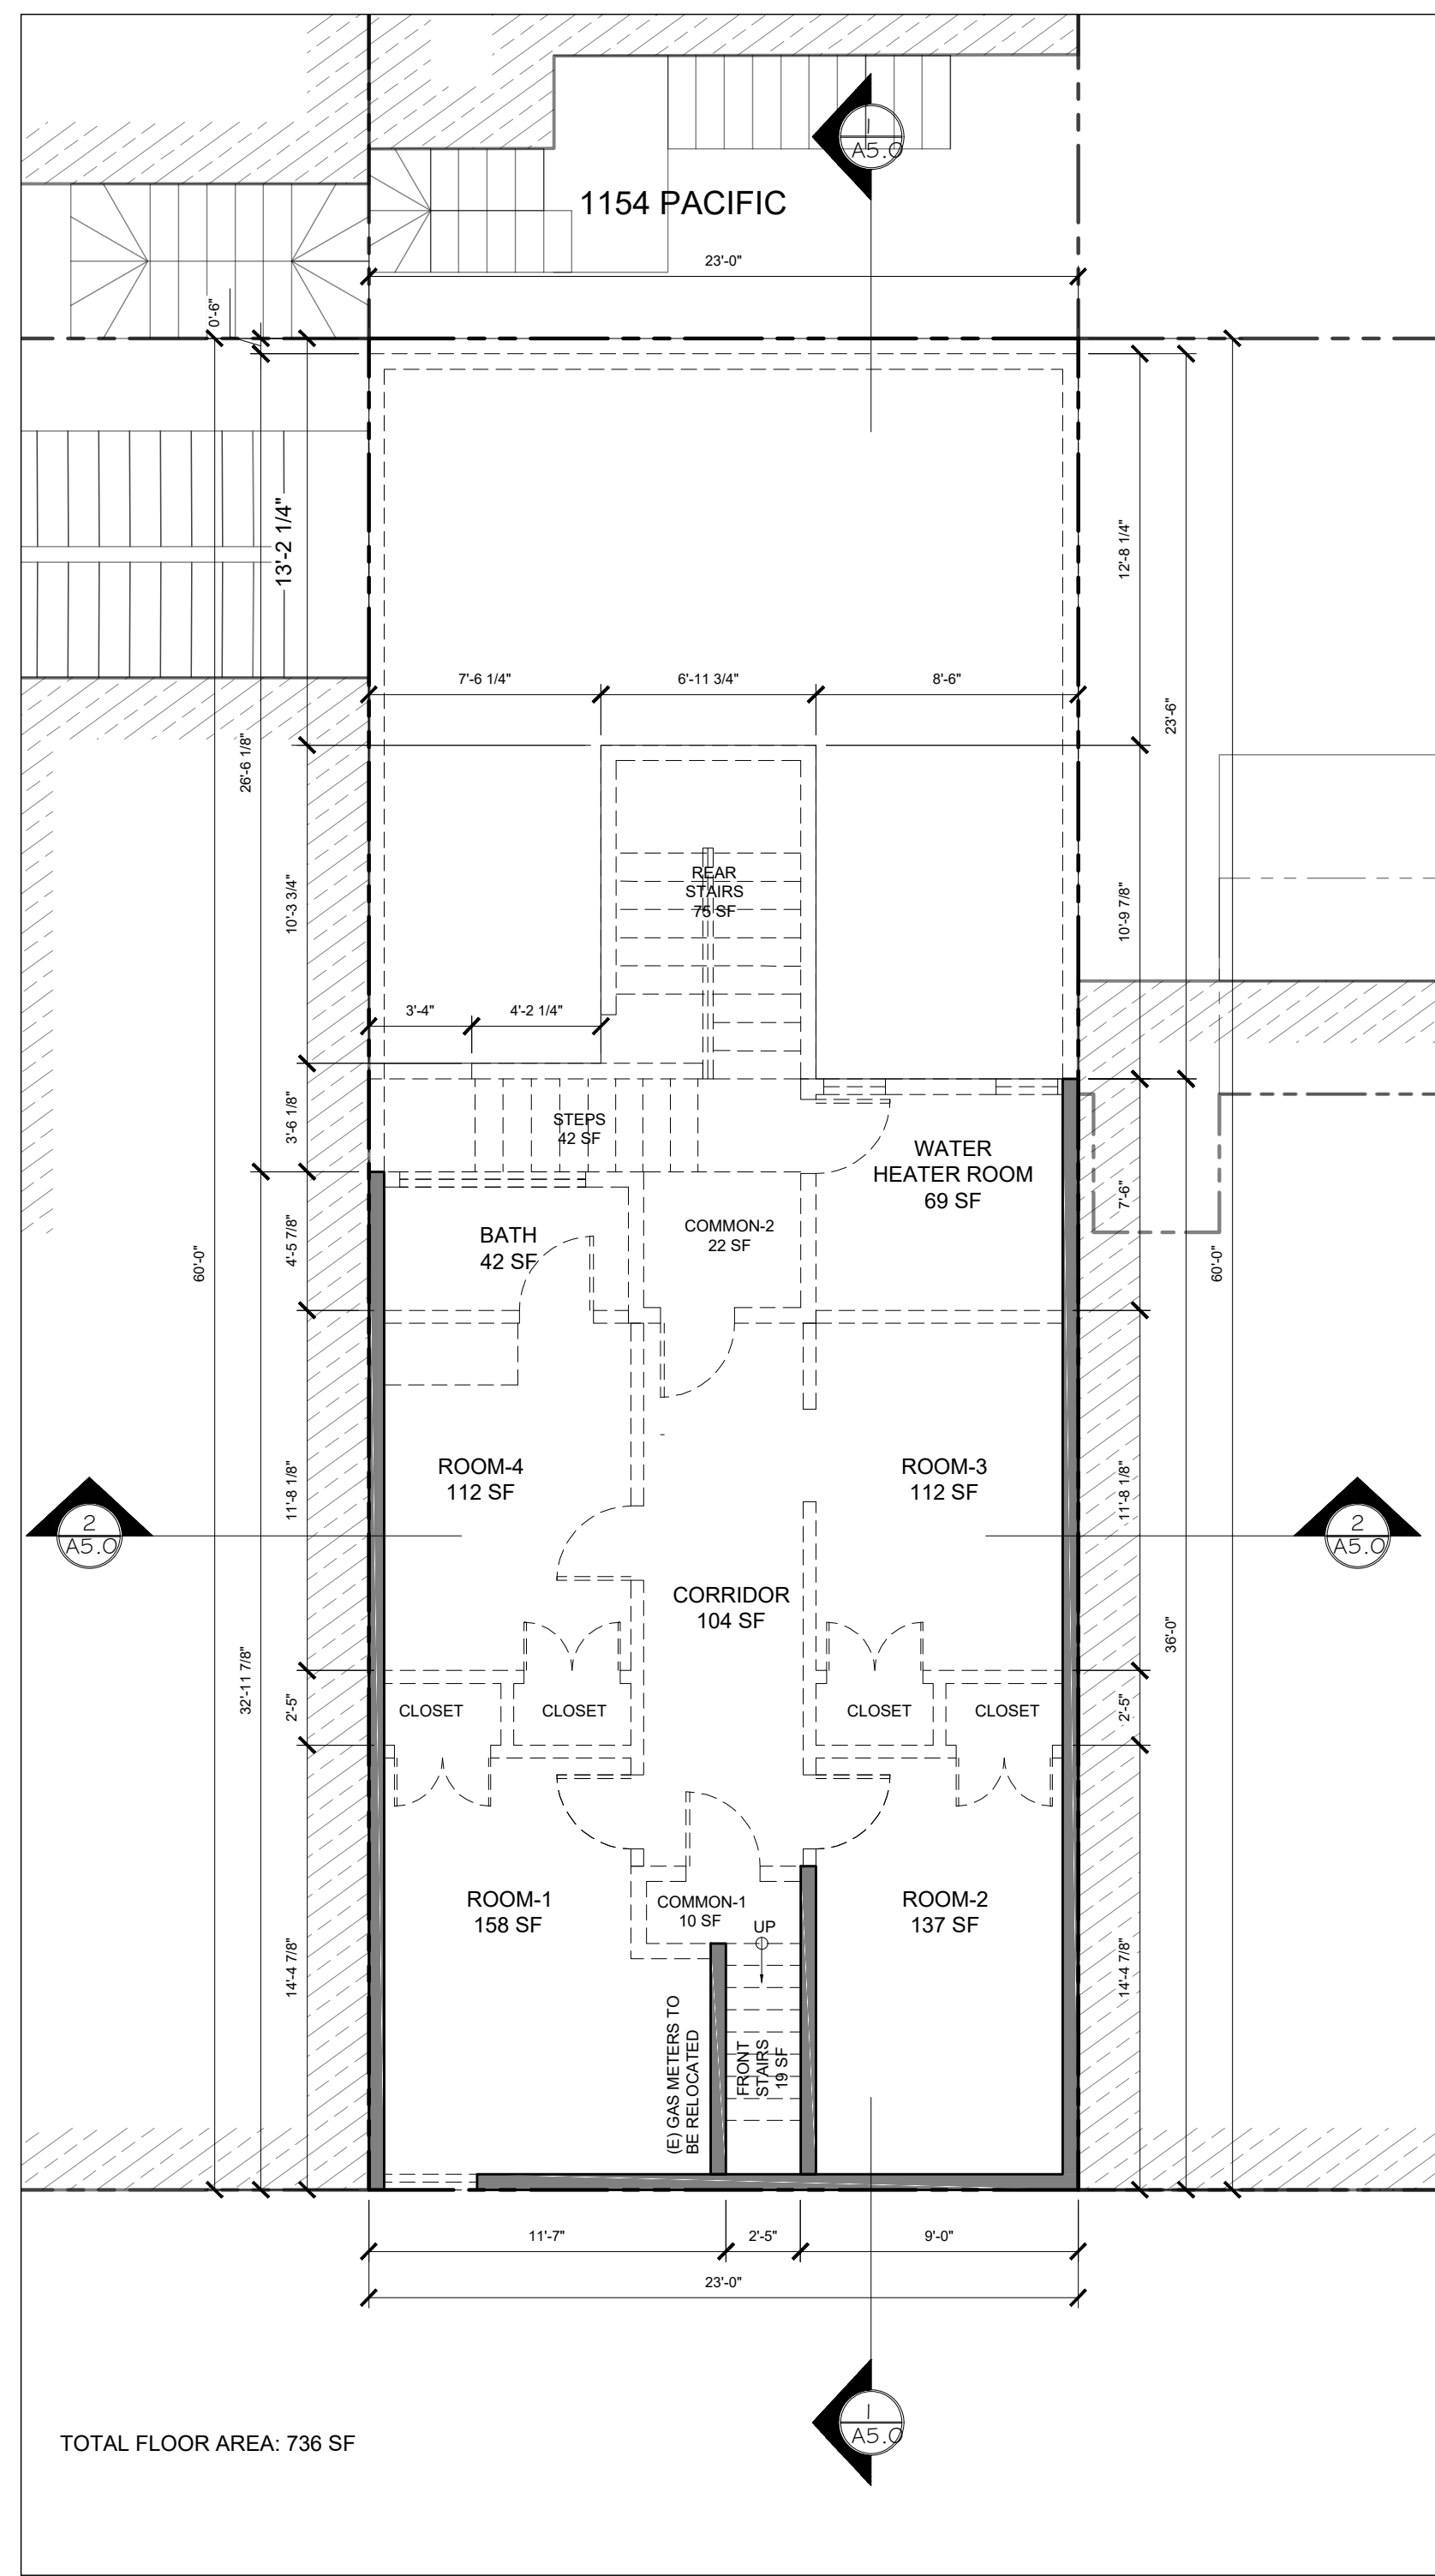 1
A5.0
1154 PACIFIC
23'-0"
0'-6"
13'-2 1/4"
12'-8 1/4"
7'-6 1/4"
6'-11 3/4"
8'-6"
23'-6"
26'-6 1/8"
REAR
STAIRS
75 SF
10'-3 3/4"
10'-9 7/8"
3'-4"
4'-2 1/4"
3'-6 1/8"
STEPS
42 SF
WATER
HEATER ROOM
69 SF
7'-6"
BATH
42 SF
COMMON-2
22 SF
4'-5 7/8"
60'-0"
60'-0"
ROOM-4
112 SF
ROOM-3
112 SF
11'-8 1/8"
11'-8 1/8"
2
A5.0
2
A5.0
CORRIDOR
104 SF
32'-11 7/8"
36'-0"
2'-5"
CLOSET
CLOSET
CLOSET
CLOSET
2'-5"
ROOM-1
158 SF
COMMON-1
10 SF
UP
ROOM-2
137 SF
14'-4 7/8"
14'-4 7/8"
(E) GAS METERS TO
BE RELOCATED
FRONT
STAIRS
19 SF
11'-7"
2'-5"
9'-0"
23'-0"
1
A5.0
TOTAL FLOOR AREA: 736 SF